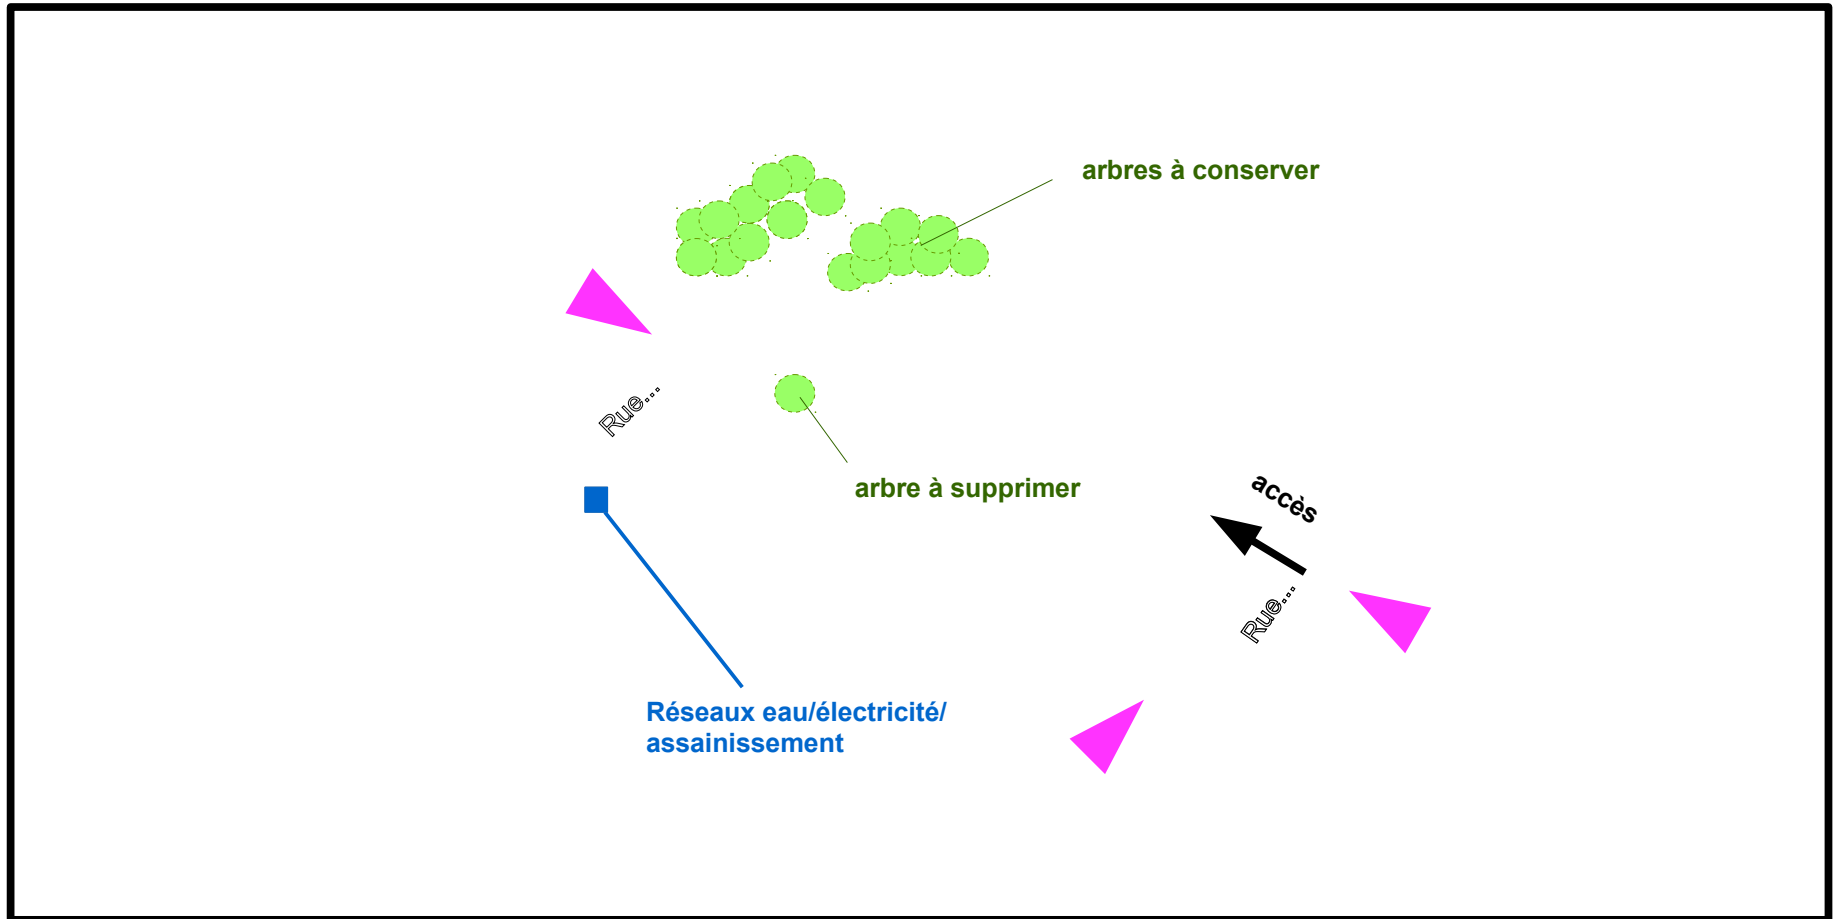 arbres à conserver
Rue...
arbre à supprimer
accès
Rue...
Réseaux eau/électricité/
assainissement